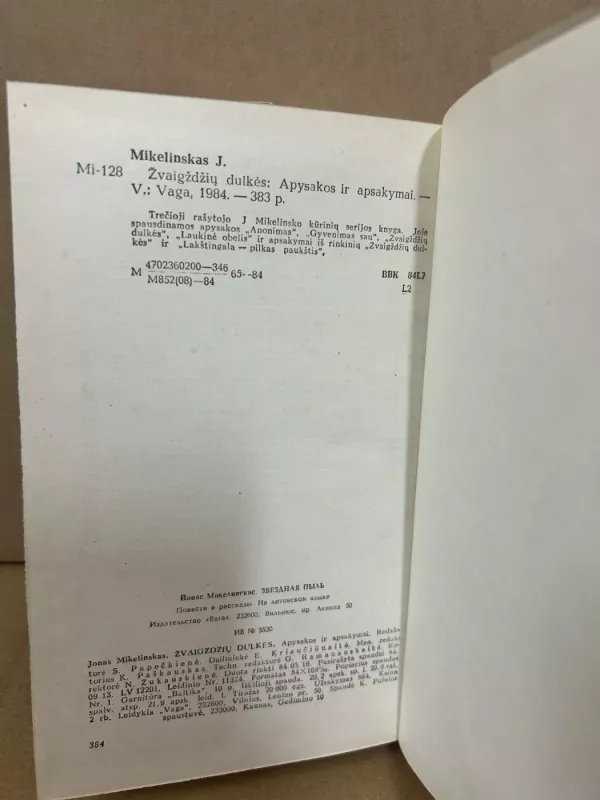 Mikelinskas J.
Mi-128 Žvaigždžių dulkės: Apysakos ir apsakymai. —
V.: Vaga, 1984. — 383 p.
Trečioji rašytojo J Mikelinsko kūrinių serijos knyga. Joje
spausdinamos apysakos „Anonimas", „Gyvenimas sau", „Žvaigždžių
dulkės", „Laukinė obelis" ir apsakymai iš rinkinių „Žvaigždžių dul-
kės" ir „Lakštingala — pilkas paukštis".
4702360200—346
M 65-—84
M852(08)—84
BBK 84L7
L2
Йонас Микелинскас. ЗВЕЗДНАЯ ПЫЛЬ
Повести и рассказы На литовском языке
Издательство «Вага» 232600, Вильнюс, пр. Ленина 50
ИБ № 3530
Jonas Mikelinskas, ŽVAIGŽDŽIŲ DULKĖS. Apysakos ir apsakymai. Redak-
torė S. Papečkienė. Dailininkė E. Kriaučiūnaitė. Men. redak-
torius K. Paškauskas. Techn. redaktorė G. Ramanauskaitė. Ko-
rektorė N. Žukauskienė. Duota rinkti 84.05.16. Pasirašyta spaudai 84.
09 13. LV 12201. Leidinio Nr. 11324. Formatas 84×108¹/₃₂. Popierius spaudos
Nr. 1. Garnitūra „Baltika", 10 p. Iškilioji spauda. 20,2 sąlyg. sp. l. 20,6 sąl.
spalv. atsp. 21,9 apsk. leid. l. Tiražas 20 000 egz. Užsakymas 864. Kaina
2 rb. Leidykla „Vaga", 232600, Vilnius, Lenino pr. 50. Spaudė K. Poželos
spaustuvė, 233000, Kaunas, Gedimino 10
384